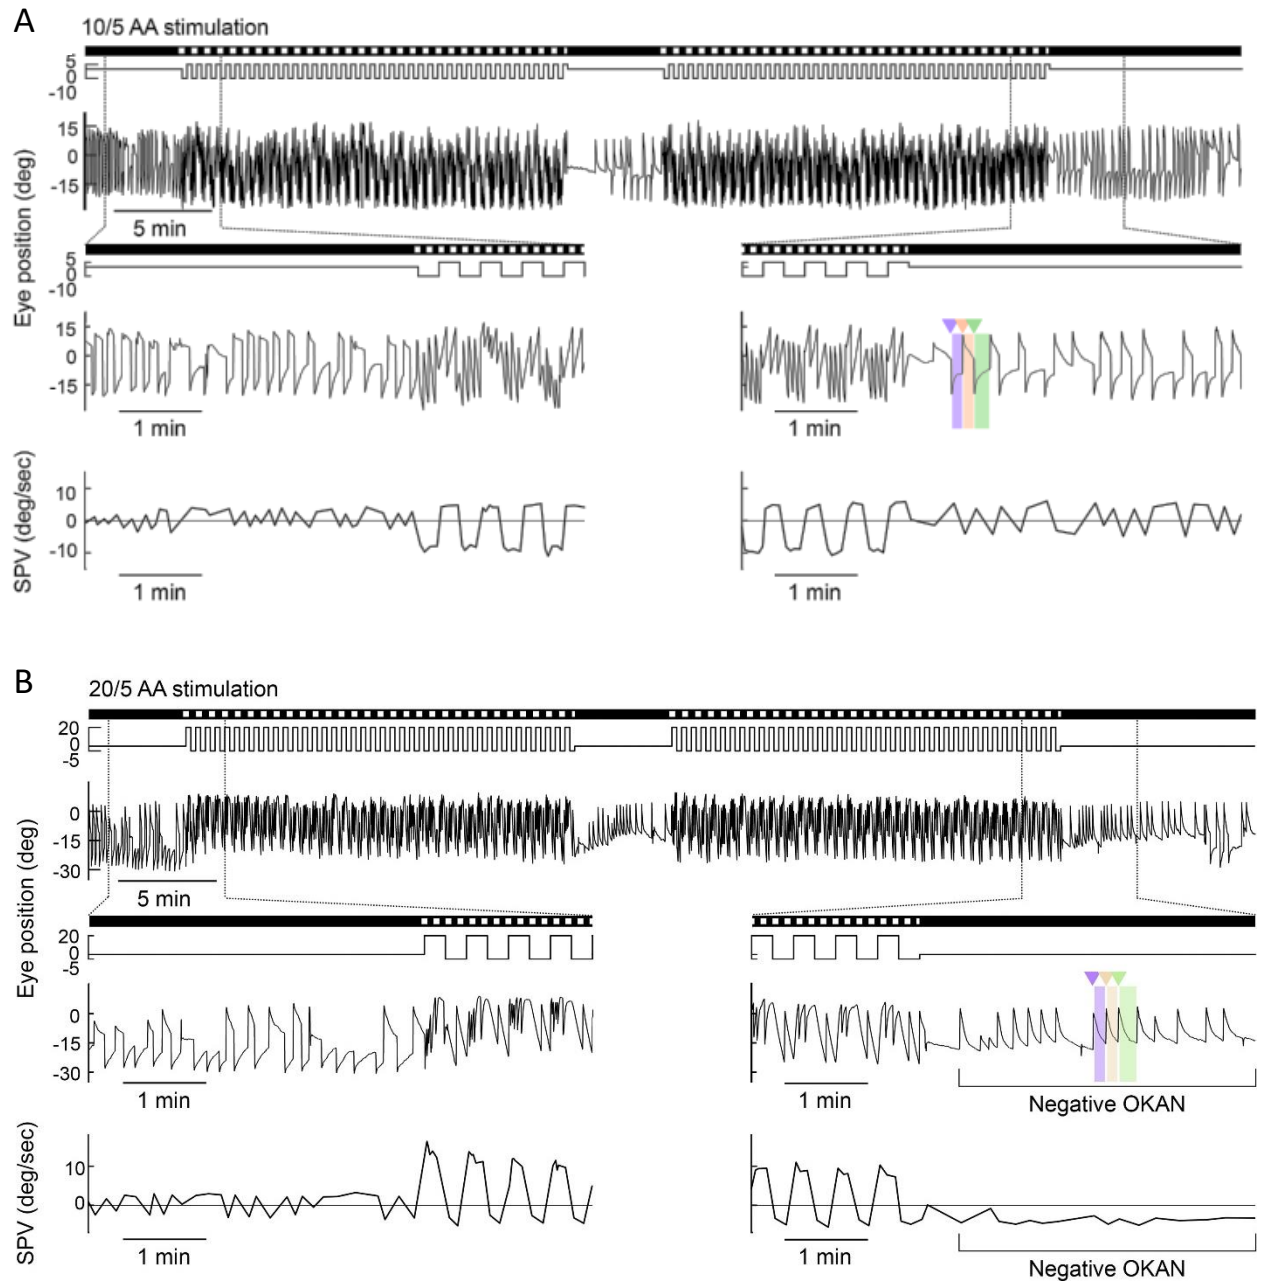 A
10/5 AA stimulation
5
0
-10
Eye position (deg)
15
0
-15
5 min
5
0
-10
15
0
-15
1 min
1 min
SPV (deg/sec)
10
0
-10
1 min
1 min
B
20/5 AA stimulation
20
0
-5
Eye position (deg)
0
-15
-30
5 min
20
0
-5
0
-15
-30
1 min
1 min
Negative OKAN
SPV (deg/sec)
10
0
1 min
1 min
Negative OKAN